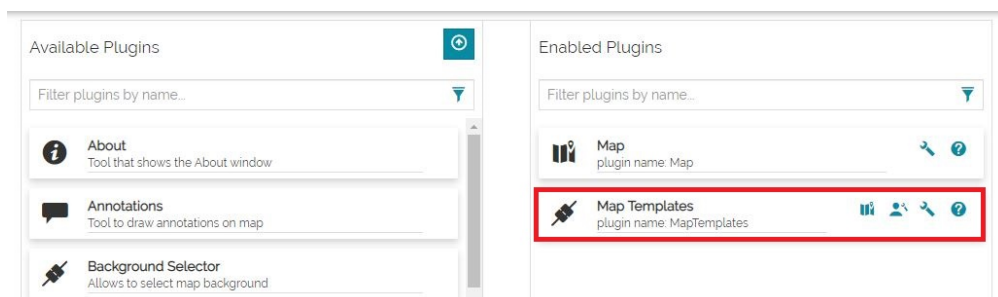 Available Plugins
Filter plugins by name...
About
Tool that shows the About window
Annotations
Tool to draw annotations on map
Background Selector
Allows to select map background
Enabled Plugins
Filter plugins by name...
Map
plugin name: Map
Map Templates
plugin name: MapTemplates